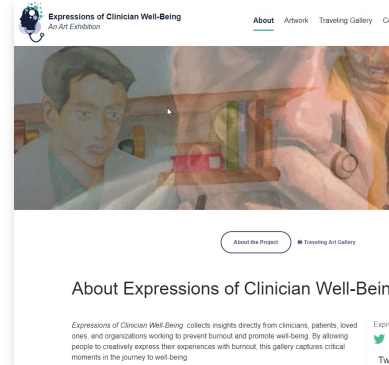 Expressions of Clinician Well-Being
An Art Exhibition
About Artwork Traveling Gallery
About the Project Traveling Art Gallery
About Expressions of Clinician Well-Bein
Expressions of Clinician Well-Being collects insights directly from clinicians, patients, loved
ones, and organizations working to prevent burnout and promote well-being. By allowing
people to creatively express their experiences with burnout, this gallery captures critical
moments in the journey to well-being.
Expre
Tw